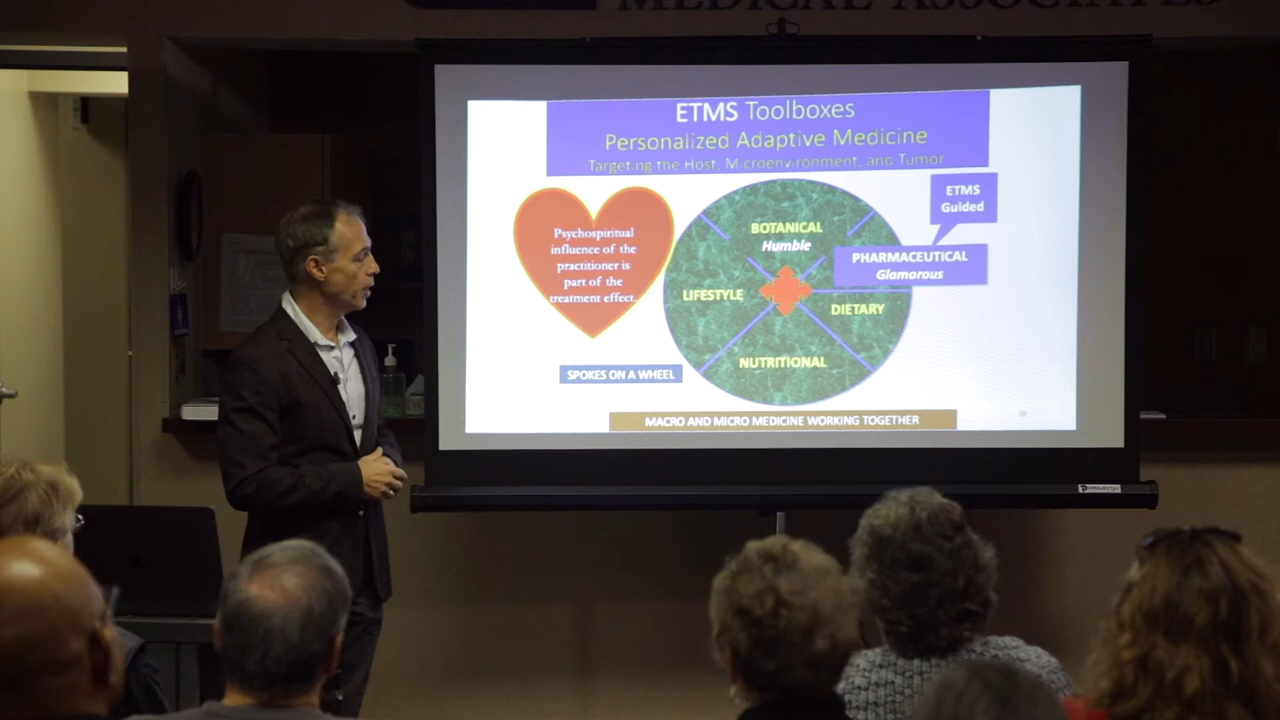 MEDICAL ASSOCIATES
ETMS Toolboxes
Personalized Adaptive Medicine
Targeting the Host, Microenvironment, and Tumor
ETMS
Guided
Psychospiritual
influence of the
practitioner is
part of the
treatment effect.
BOTANICAL
Humble
PHARMACEUTICAL
Glamorous
LIFESTYLE
DIETARY
NUTRITIONAL
SPOKES ON A WHEEL
MACRO AND MICRO MEDICINE WORKING TOGETHER